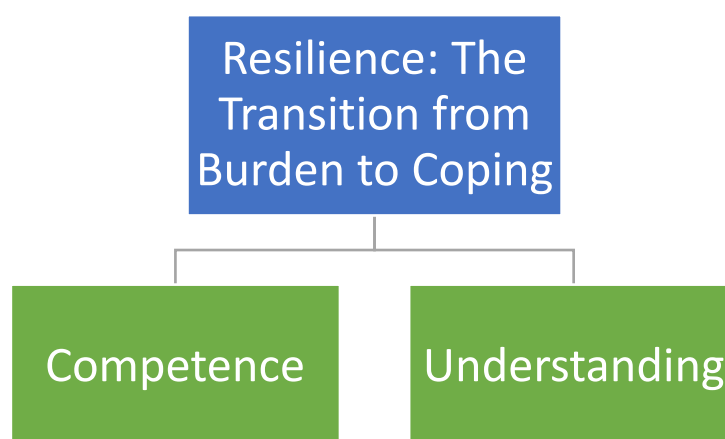 Resilience: The
Transition from
Burden to Coping
Competence
Understanding